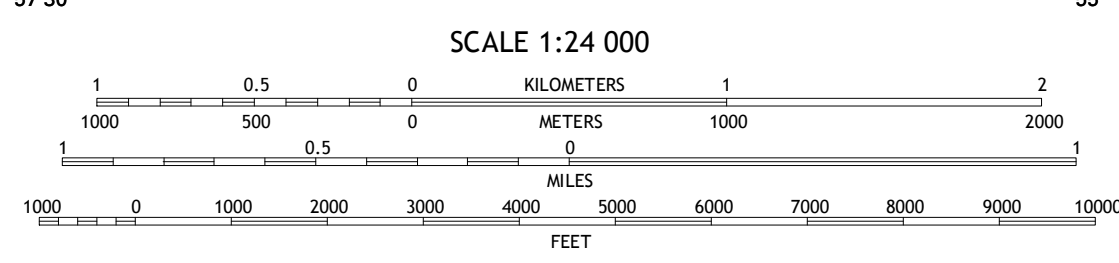 57'30"
55'
SCALE 1:24 000
1 0.5 0 KILOMETERS 1 2
1000 500 0 METERS 1000 2000
1 0.5 0 1
MILES
1000 0 1000 2000 3000 4000 5000 6000 7000 8000 9000 10000
FEET